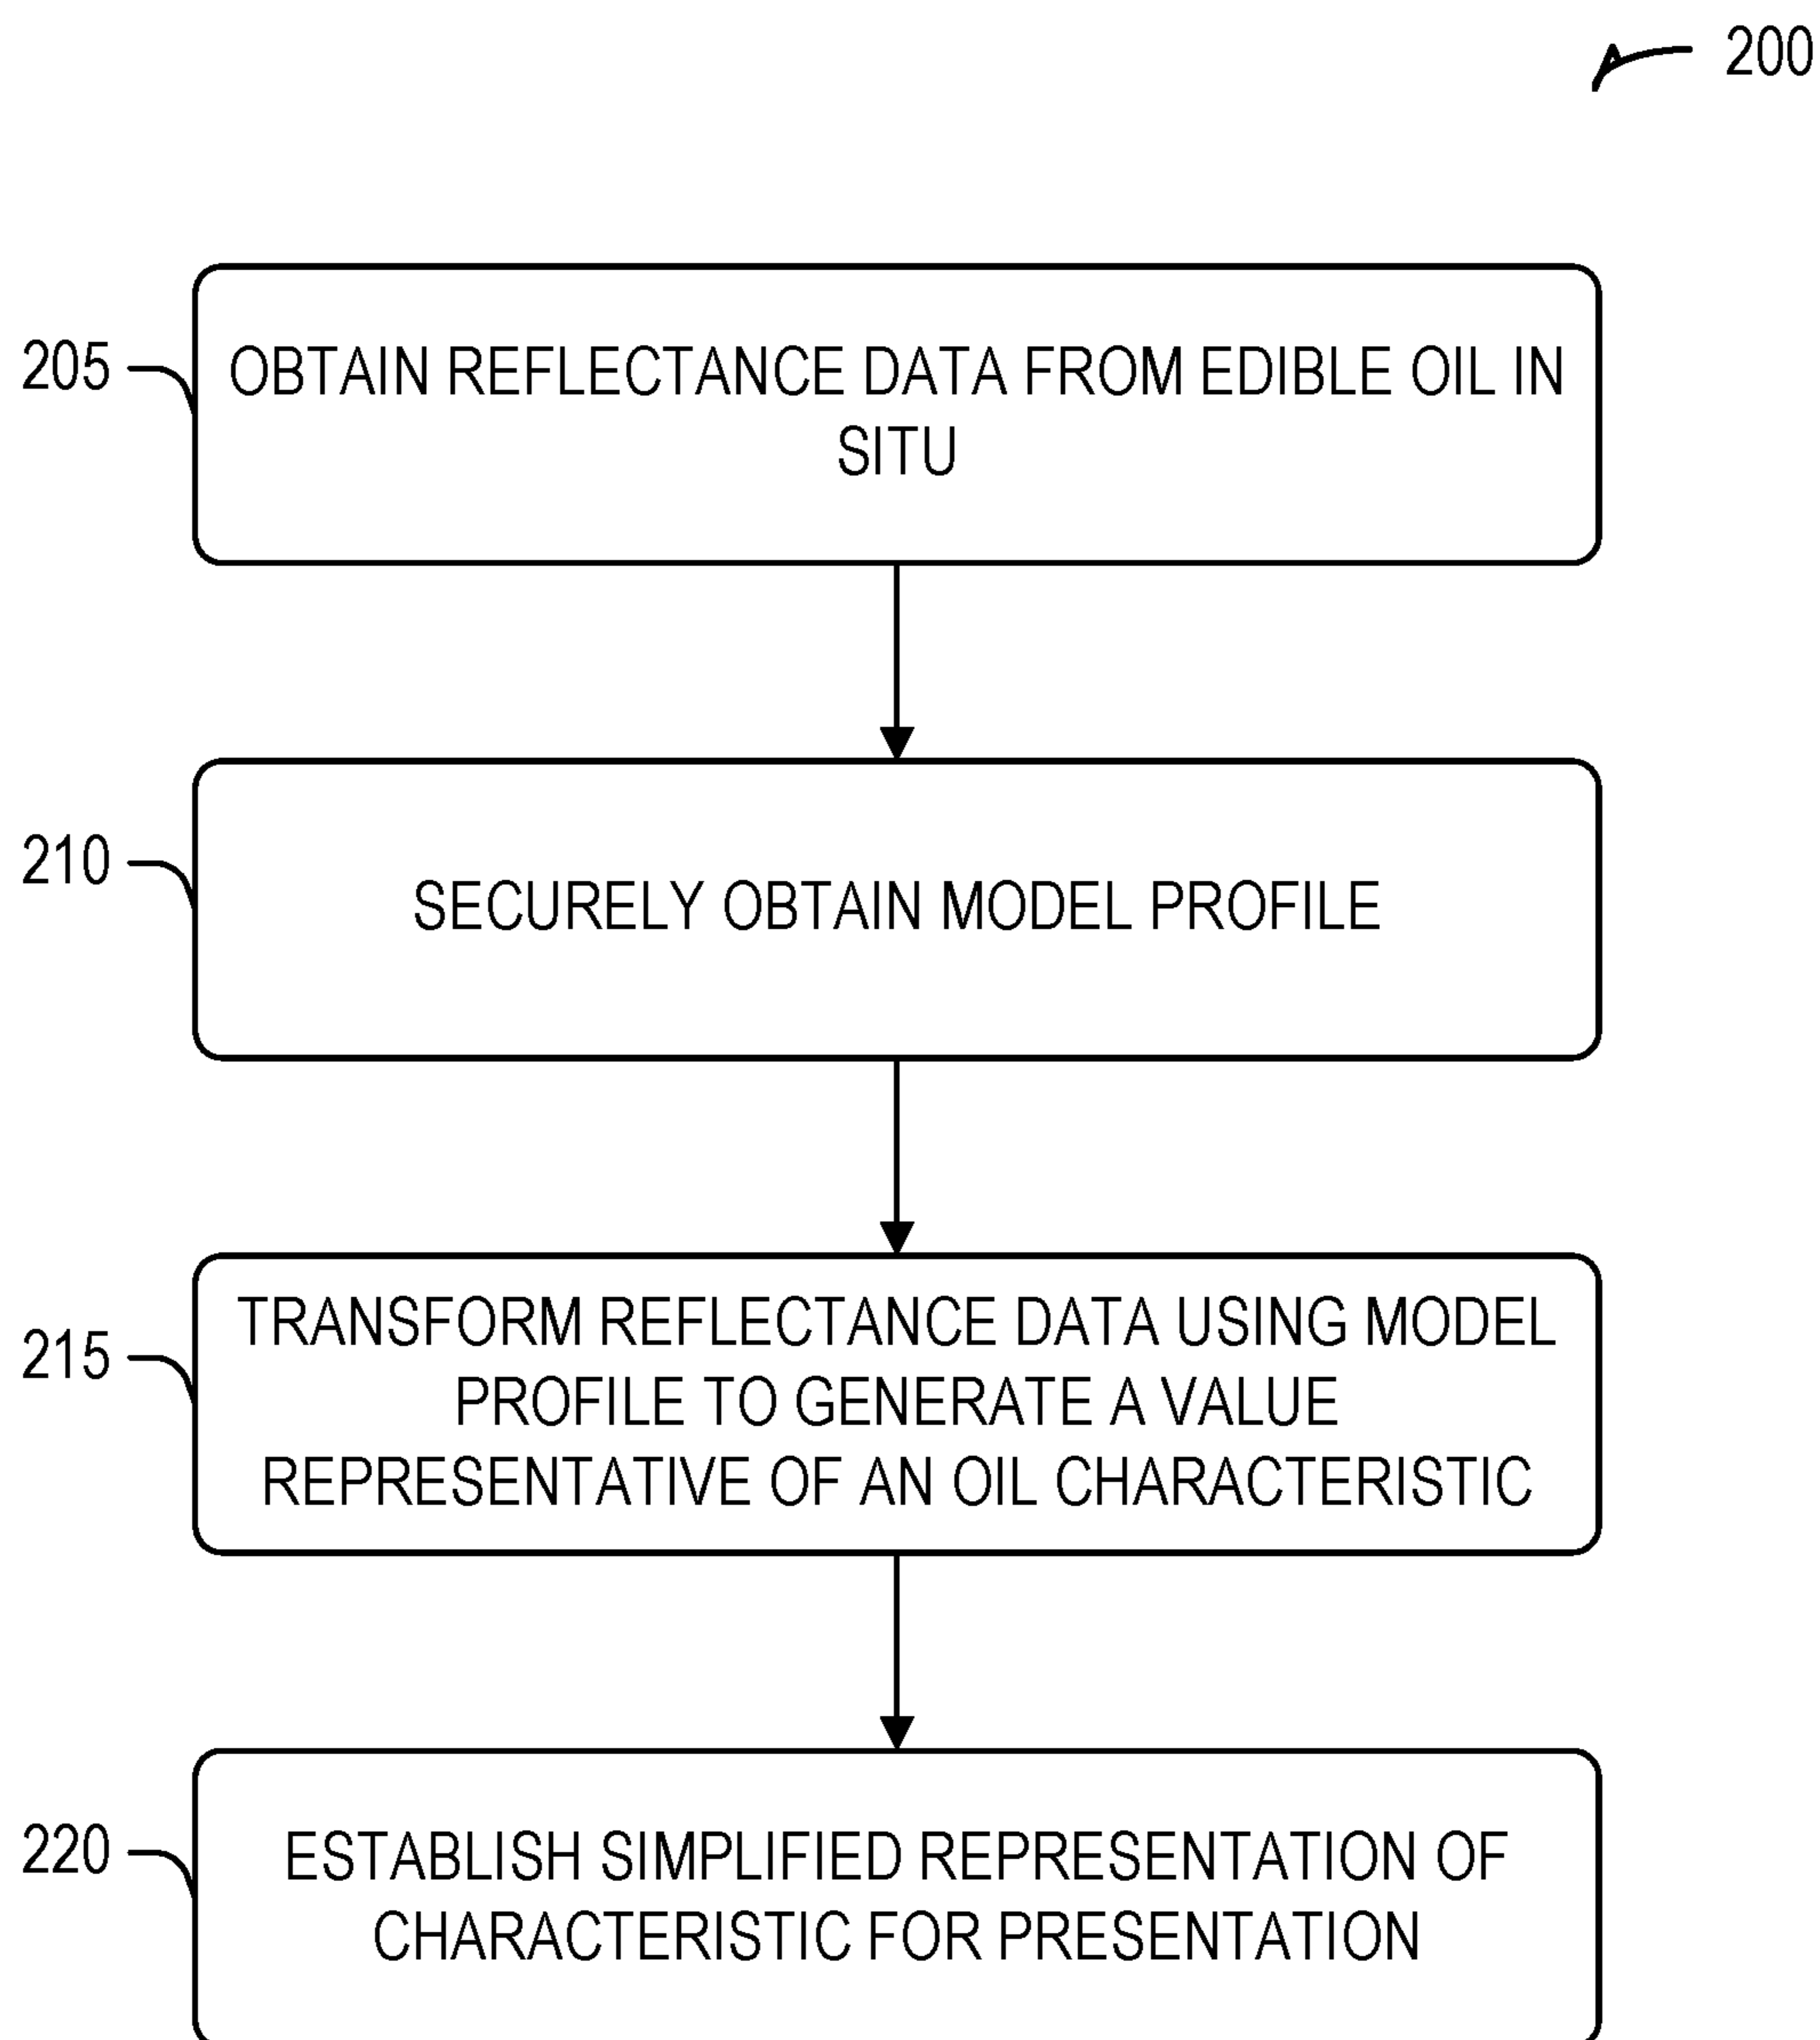 200
205
OBTAIN REFLECTANCE DATA FROM EDIBLE OIL IN
SITU
210
SECURELY OBTAIN MODEL PROFILE
215
TRANSFORM REFLECTANCE DATA USING MODEL
PROFILE TO GENERATE A VALUE
REPRESENTATIVE OF AN OIL CHARACTERISTIC
220
ESTABLISH SIMPLIFIED REPRESENTATION OF
CHARACTERISTIC FOR PRESENTATION